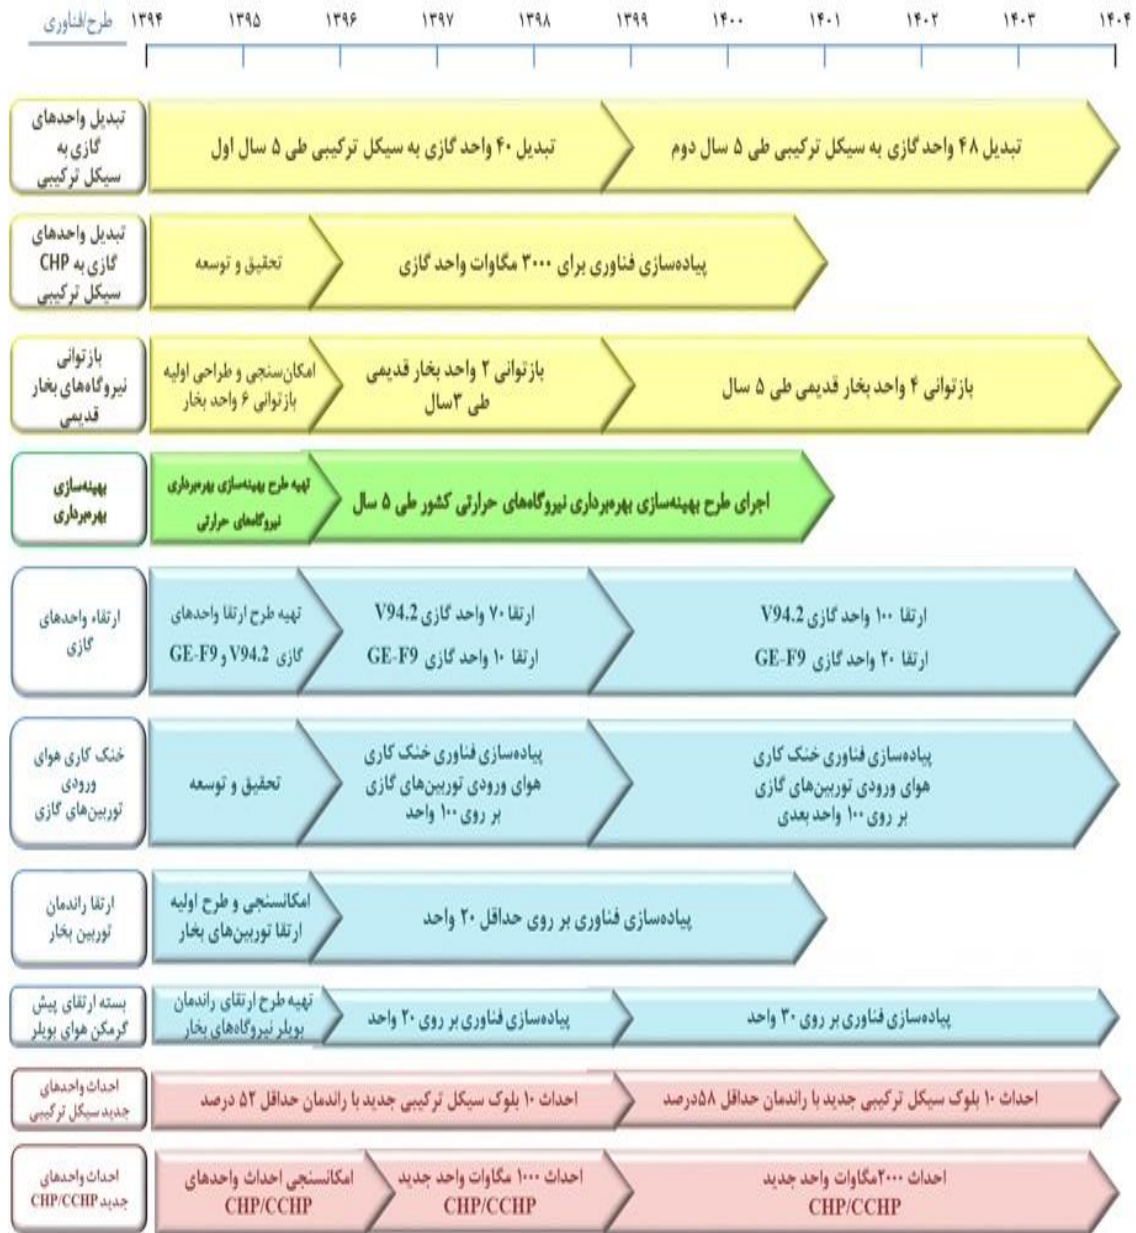 طرح/فناوری
۱۳۹۴ ۱۳۹۵ ۱۳۹۶ ۱۳۹۷ ۱۳۹۸ ۱۳۹۹ ۱۴۰۰ ۱۴۰۱ ۱۴۰۲ ۱۴۰۳ ۱۴۰۴
تبدیل واحدهای
گازی به
سیکل ترکیبی
تبدیل ۴۰ واحد گازی به سیکل ترکیبی طی ۵ سال اول
تبدیل ۴۸ واحد گازی به سیکل ترکیبی طی ۵ سال دوم
تبدیل واحدهای
گازی به CHP
سیکل ترکیبی
تحقیق و توسعه
پیاده‌سازی فناوری برای ۳۰۰۰ مگاوات واحد گازی
بازتوانی
نیروگاه‌های بخار
قدیمی
امکان‌سنجی و طراحی اولیه
بازتوانی ۶ واحد بخار
بازتوانی ۲ واحد بخار قدیمی
طی ۳سال
بازتوانی ۴ واحد بخار قدیمی طی ۵ سال
بهینه‌سازی
بهره‌برداری
تهیه طرح بهینه‌سازی بهره‌برداری
نیروگاه‌های حرارتی
اجرای طرح بهینه‌سازی بهره‌برداری نیروگاه‌های حرارتی کشور طی ۵ سال
ارتقاء واحدهای
گازی
تهیه طرح ارتقا واحدهای
گازی V94.2 و GE-F9
ارتقا ۷۰ واحد گازی V94.2
ارتقا ۱۰ واحد گازی GE-F9
ارتقا ۱۰۰ واحد گازی V94.2
ارتقا ۲۰ واحد گازی GE-F9
خنک کاری هوای
ورودی
توربین‌های گازی
تحقیق و توسعه
پیاده‌سازی فناوری خنک کاری
هوای ورودی توربین‌های گازی
بر روی ۱۰۰ واحد
پیاده‌سازی فناوری خنک کاری
هوای ورودی توربین‌های گازی
بر روی ۱۰۰ واحد بعدی
ارتقا راندمان
توربین بخار
امکانسنجی و طرح اولیه
ارتقا توربین‌های بخار
پیاده‌سازی فناوری بر روی حداقل ۲۰ واحد
بسته ارتقای پیش
گرمکن هوای بویلر
تهیه طرح ارتقای راندمان
بویلر نیروگاه‌های بخار
پیاده‌سازی فناوری بر روی ۲۰ واحد
پیاده‌سازی فناوری بر روی ۳۰ واحد
احداث واحدهای
جدید سیکل ترکیبی
احداث ۱۰ بلوک سیکل ترکیبی جدید با راندمان حداقل ۵۲ درصد
احداث ۱۰ بلوک سیکل ترکیبی جدید با راندمان حداقل ۵۸درصد
احداث واحدهای
جدید CHP/CCHP
امکانسنجی احداث واحدهای
CHP/CCHP
احداث ۱۰۰۰ مگاوات واحد جدید
CHP/CCHP
احداث ۲۰۰۰مگاوات واحد جدید
CHP/CCHP